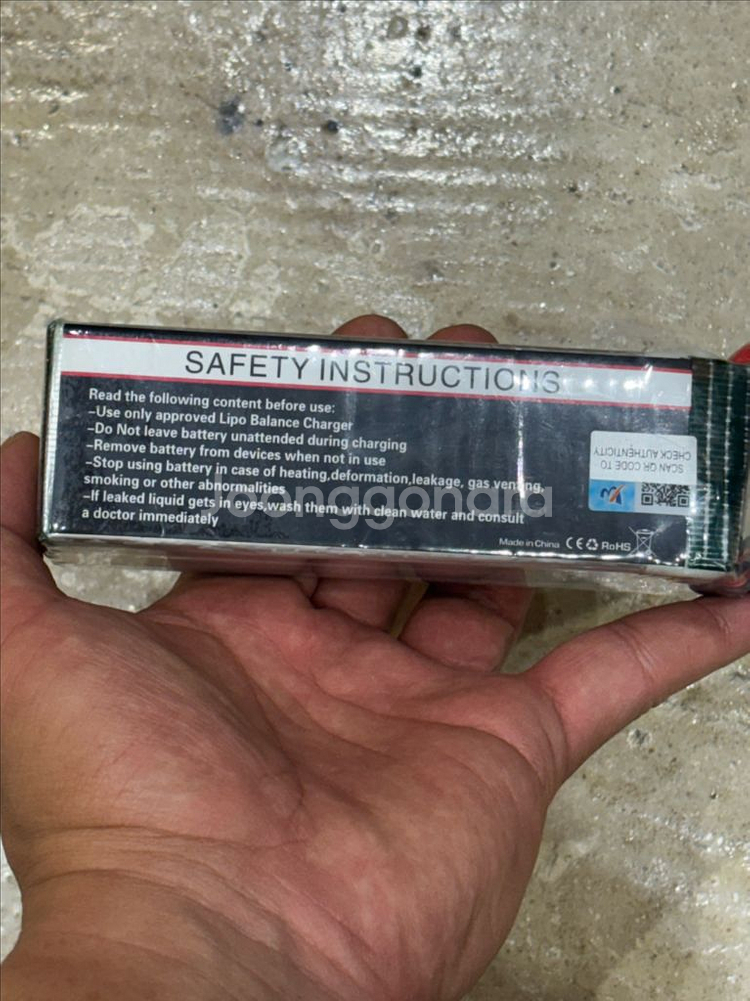 SAFETY INSTRUCTIONS
Read the following content before use:
-Use only approved Lipo Balance Charger
-Do Not leave battery unattended during charging
-Remove battery from devices when not in use
-Stop using battery in case of heating,deformation,leakage, gas venting,
smoking or other abnormalities
-If leaked liquid gets in eyes,wash them with clean water and consult
a doctor immediately
SCAN QR CODE TO
CHECK AUTHENTICITY
Made in China CE RoHS
joonggonara